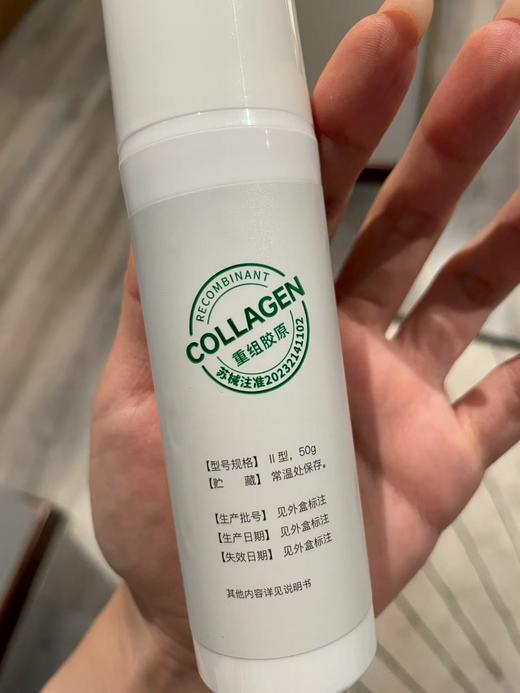 RECOMBINANT
COLLAGEN
重组胶原
苏械注准20232141102
【型号规格】 II 型，50g
【贮 藏】 常温处保存。
【生产批号】 见外盒标注
【生产日期】 见外盒标注
【失效日期】 见外盒标注
其他内容详见说明书